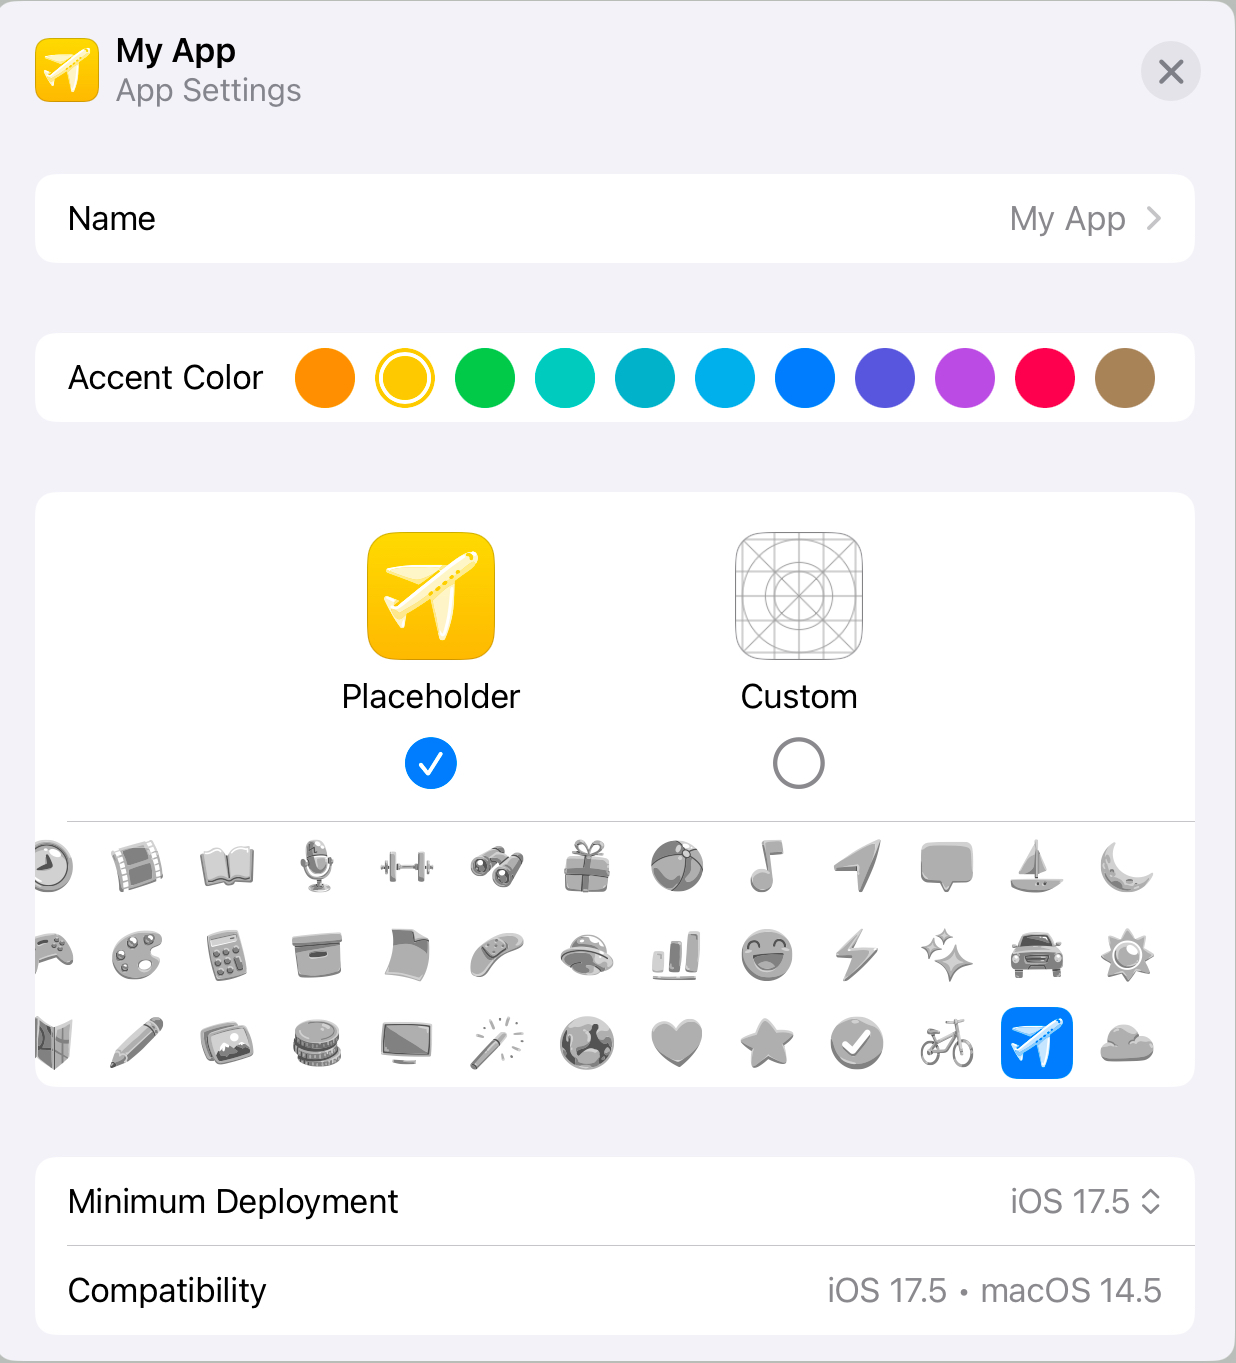 My App
App Settings
Name
My App
Accent Color
Placeholder
Custom
Minimum Deployment
iOS 17.5
Compatibility
iOS 17.5 • macOS 14.5